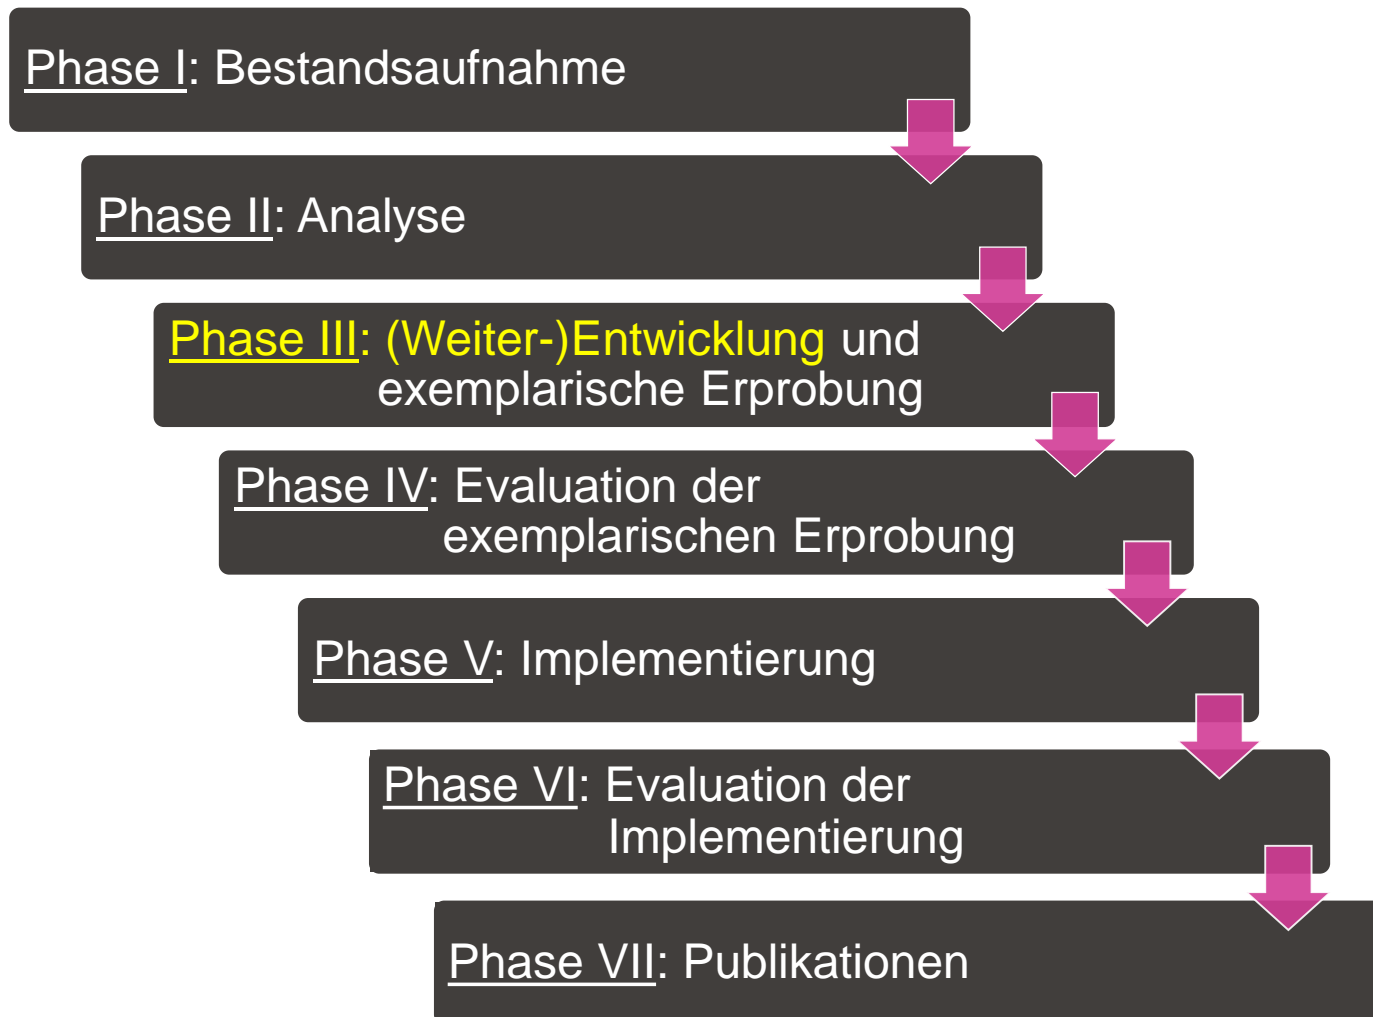 Phase I: Bestandsaufnahme
Phase II: Analyse
Phase III: (Weiter-)Entwicklung und
exemplarische Erprobung
Phase IV: Evaluation der
exemplarischen Erprobung
Phase V: Implementierung
Phase VI: Evaluation der
Implementierung
Phase VII: Publikationen